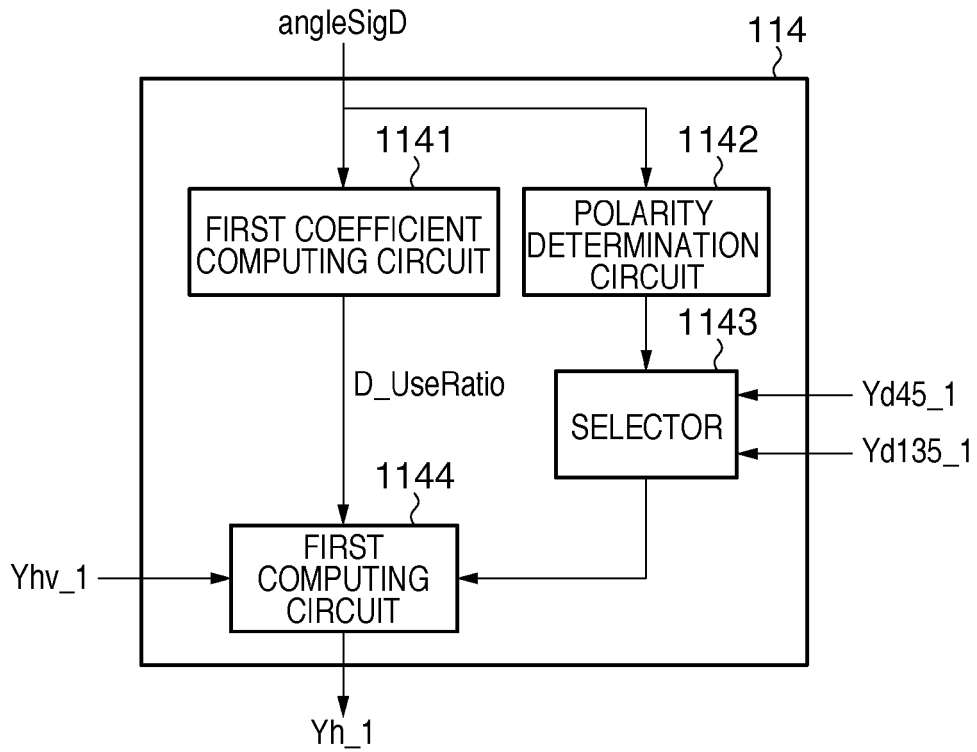 angleSigD
114
1141
1142
FIRST COEFFICIENT
COMPUTING CIRCUIT
POLARITY
DETERMINATION
CIRCUIT
1143
D_UseRatio
SELECTOR
Yd45_1
Yd135_1
1144
Yhv_1
FIRST
COMPUTING
CIRCUIT
Yh_1